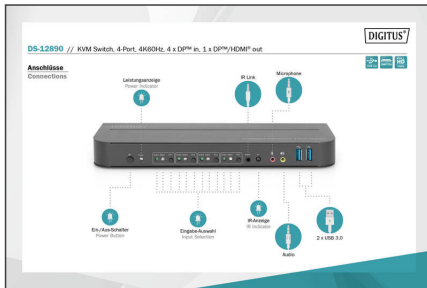 DIGITUS®
DS-12890 // KVM Switch, 4-Port, 4K60Hz, 4 x DP™ in, 1 x DP™/HDMI® out
Anschlüsse
Connections
Leistungsanzeige
Power Indicator
IR Link
Microphone
Ein-/Aus-Schalter
Power Button
Eingabe-Auswahl
Input Selection
IR-Anzeige
IR Indicator
Audio
2 x USB 3.0